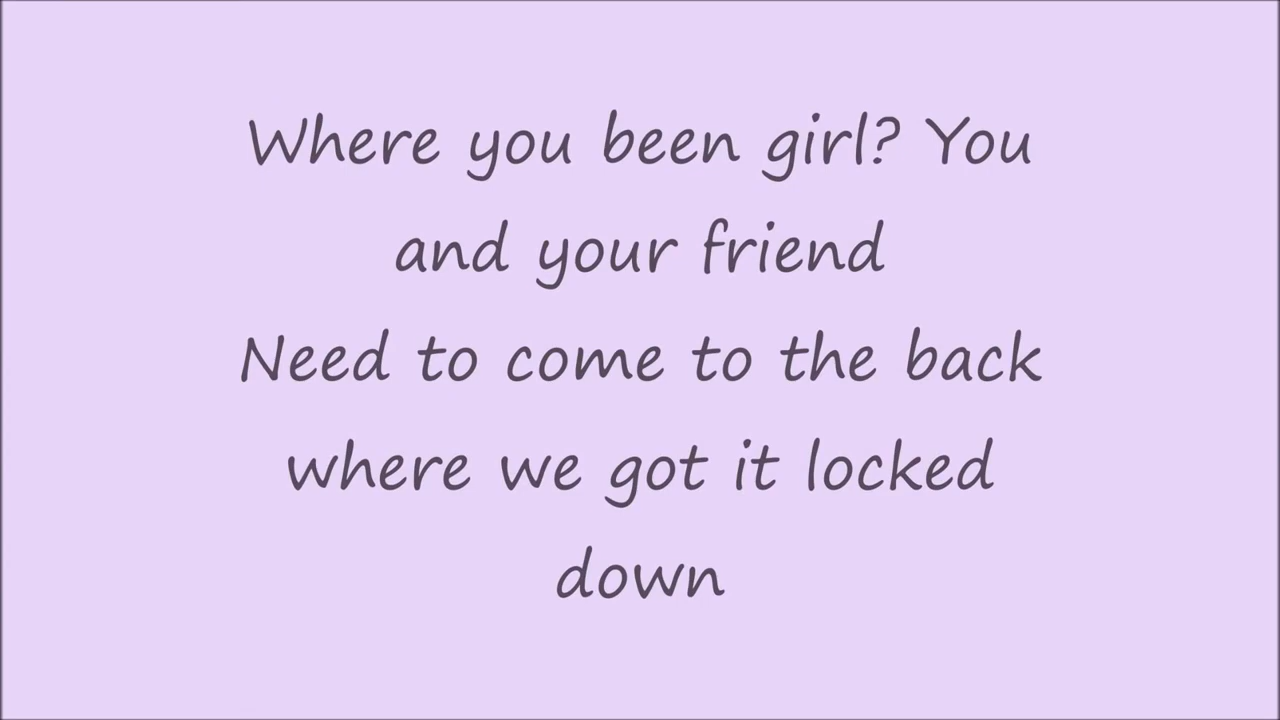 Where you been girl? You
and your friend
Need to come to the back
where we got it locked
down